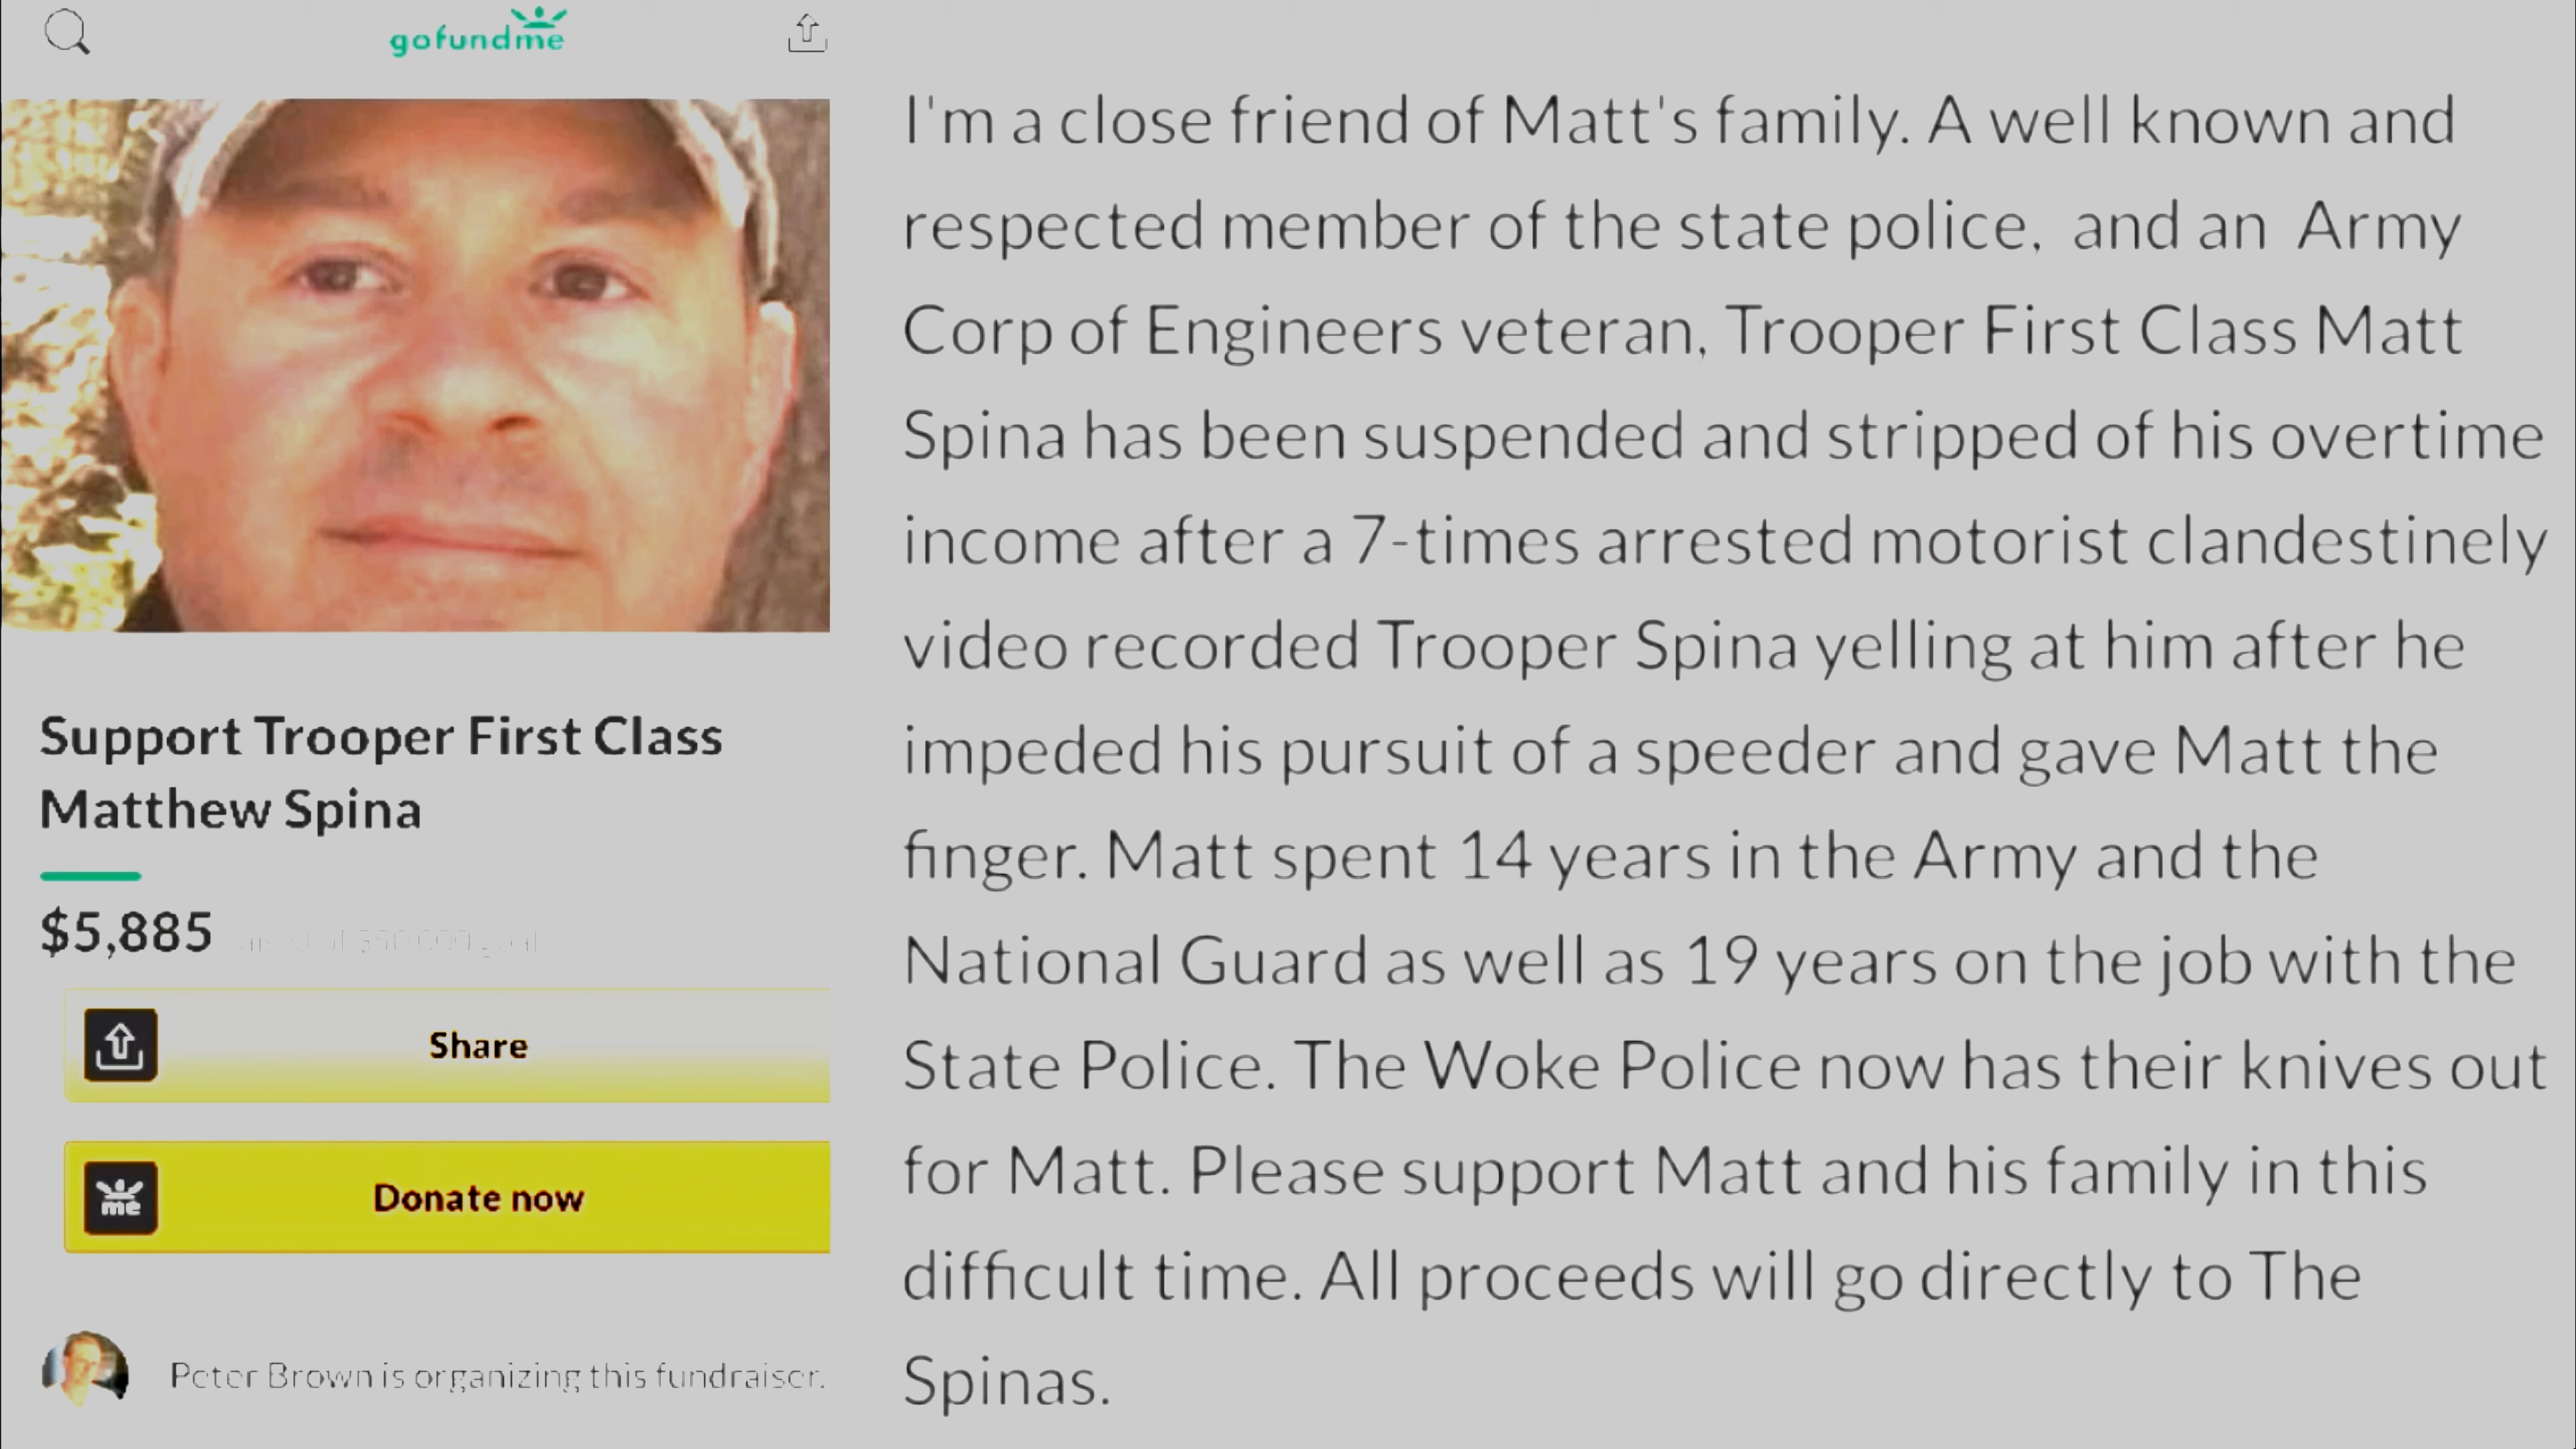 gofundme
Support Trooper First Class
Matthew Spina
$5,885
Share
me
Donate now
Peter Brown is organizing this fundraiser.
I'm a close friend of Matt's family. A well known and
respected member of the state police, and an Army
Corp of Engineers veteran, Trooper First Class Matt
Spina has been suspended and stripped of his overtime
income after a 7-times arrested motorist clandestinely
video recorded Trooper Spina yelling at him after he
impeded his pursuit of a speeder and gave Matt the
finger. Matt spent 14 years in the Army and the
National Guard as well as 19 years on the job with the
State Police. The Woke Police now has their knives out
for Matt. Please support Matt and his family in this
difficult time. All proceeds will go directly to The
Spinas.